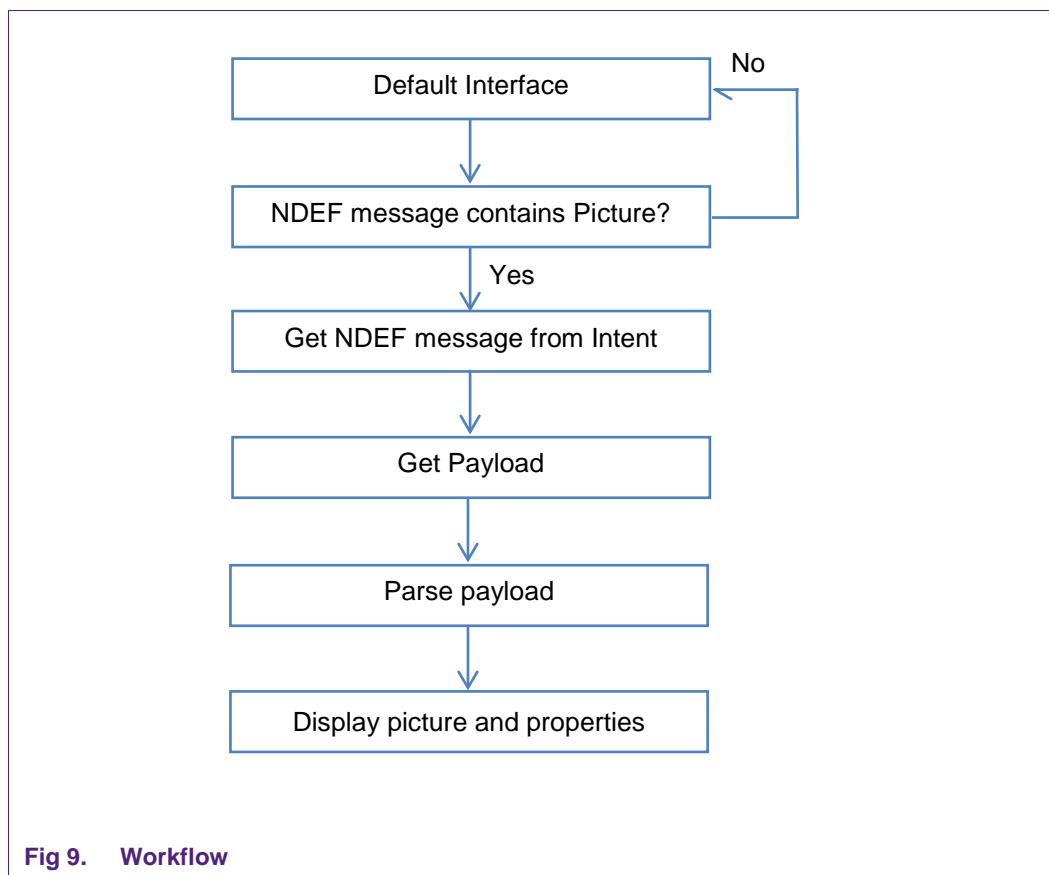 No
Default Interface
NDEF message contains Picture?
Yes
Get NDEF message from Intent
Get Payload
Parse payload
Display picture and properties
Fig 9. Workflow